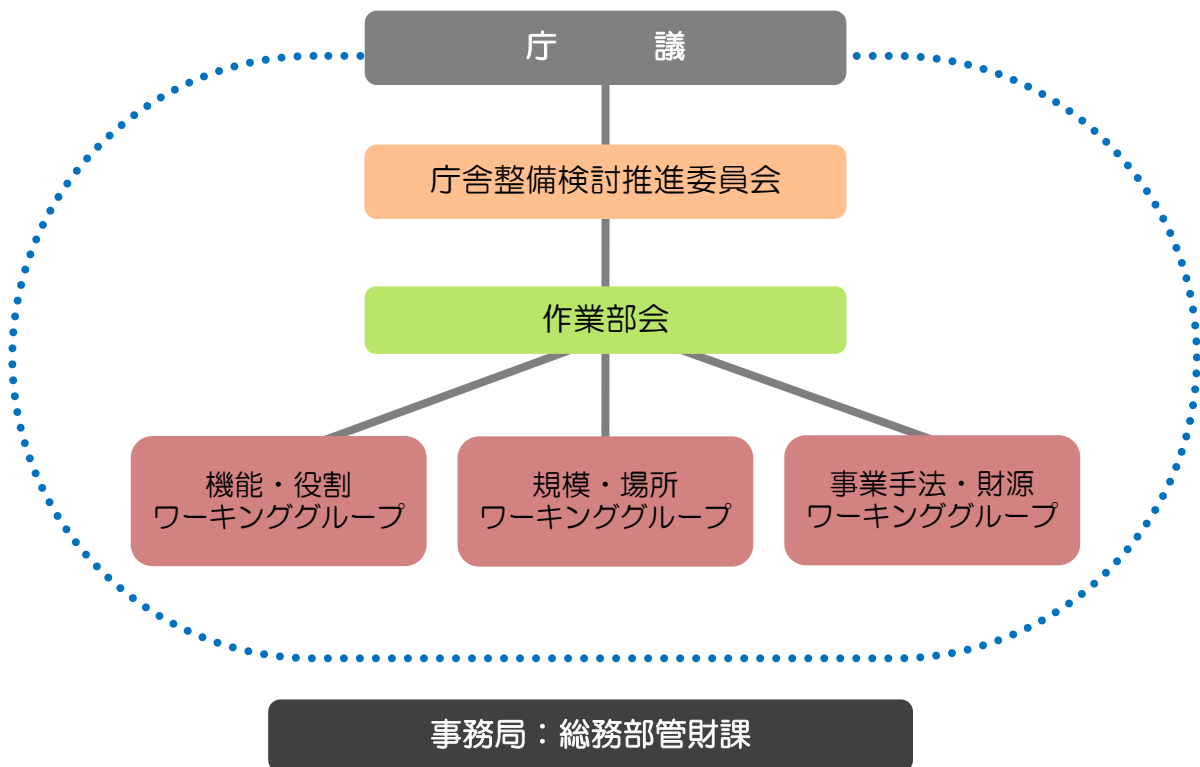 庁　　　議
庁舎整備検討推進委員会
作業部会
機能・役割
ワーキンググループ
規模・場所
ワーキンググループ
事業手法・財源
ワーキンググループ
事務局：総務部管財課